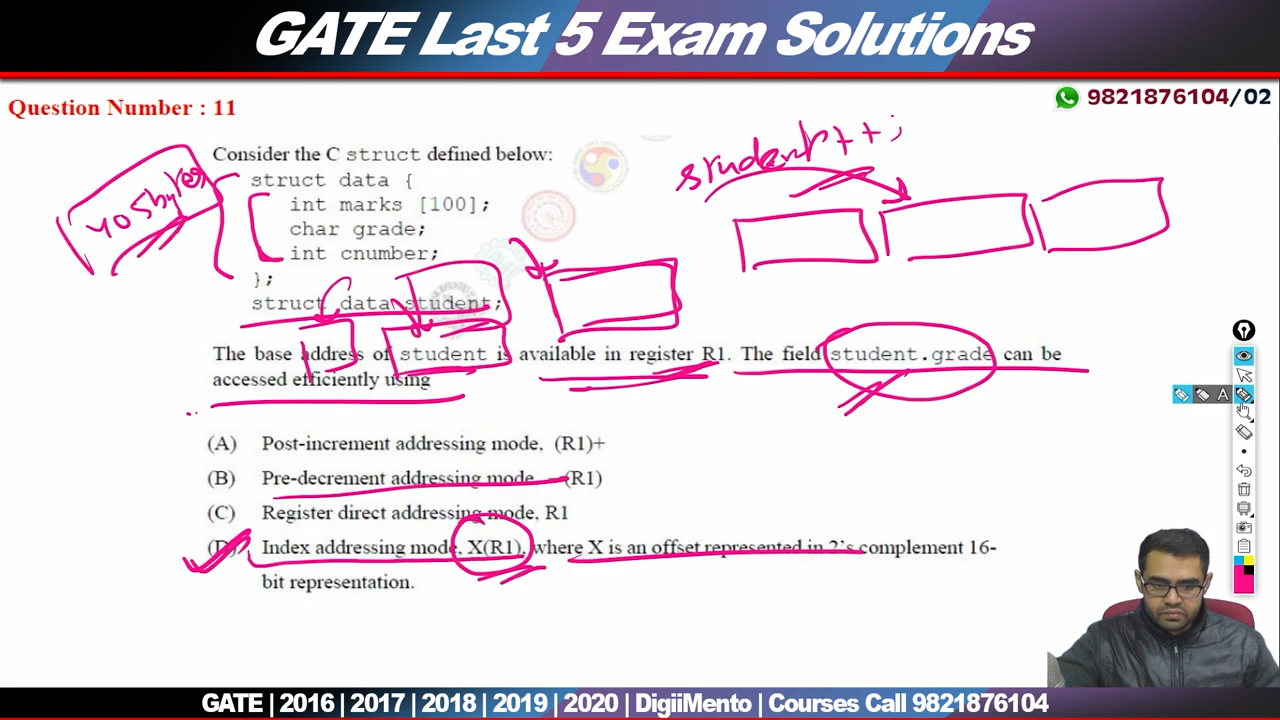 GATE Last 5 Exam Solutions
Question Number : 11
9821876104/02
student++;
405bytes
Consider the C struct defined below:
struct data {
int marks [100];
char grade;
int cnumber;
};
struct data student;
The base address of student is available in register R1. The field student.grade can be
accessed efficiently using
(A) Post-increment addressing mode, (R1)+
(B) Pre-decrement addressing mode, -(R1)
(C) Register direct addressing mode, R1
(D) Index addressing mode, X(R1), where X is an offset represented in 2's complement 16-
bit representation.
A
GATE | 2016 | 2017 | 2018 | 2019 | 2020 | DigiiMento | Courses Call 9821876104